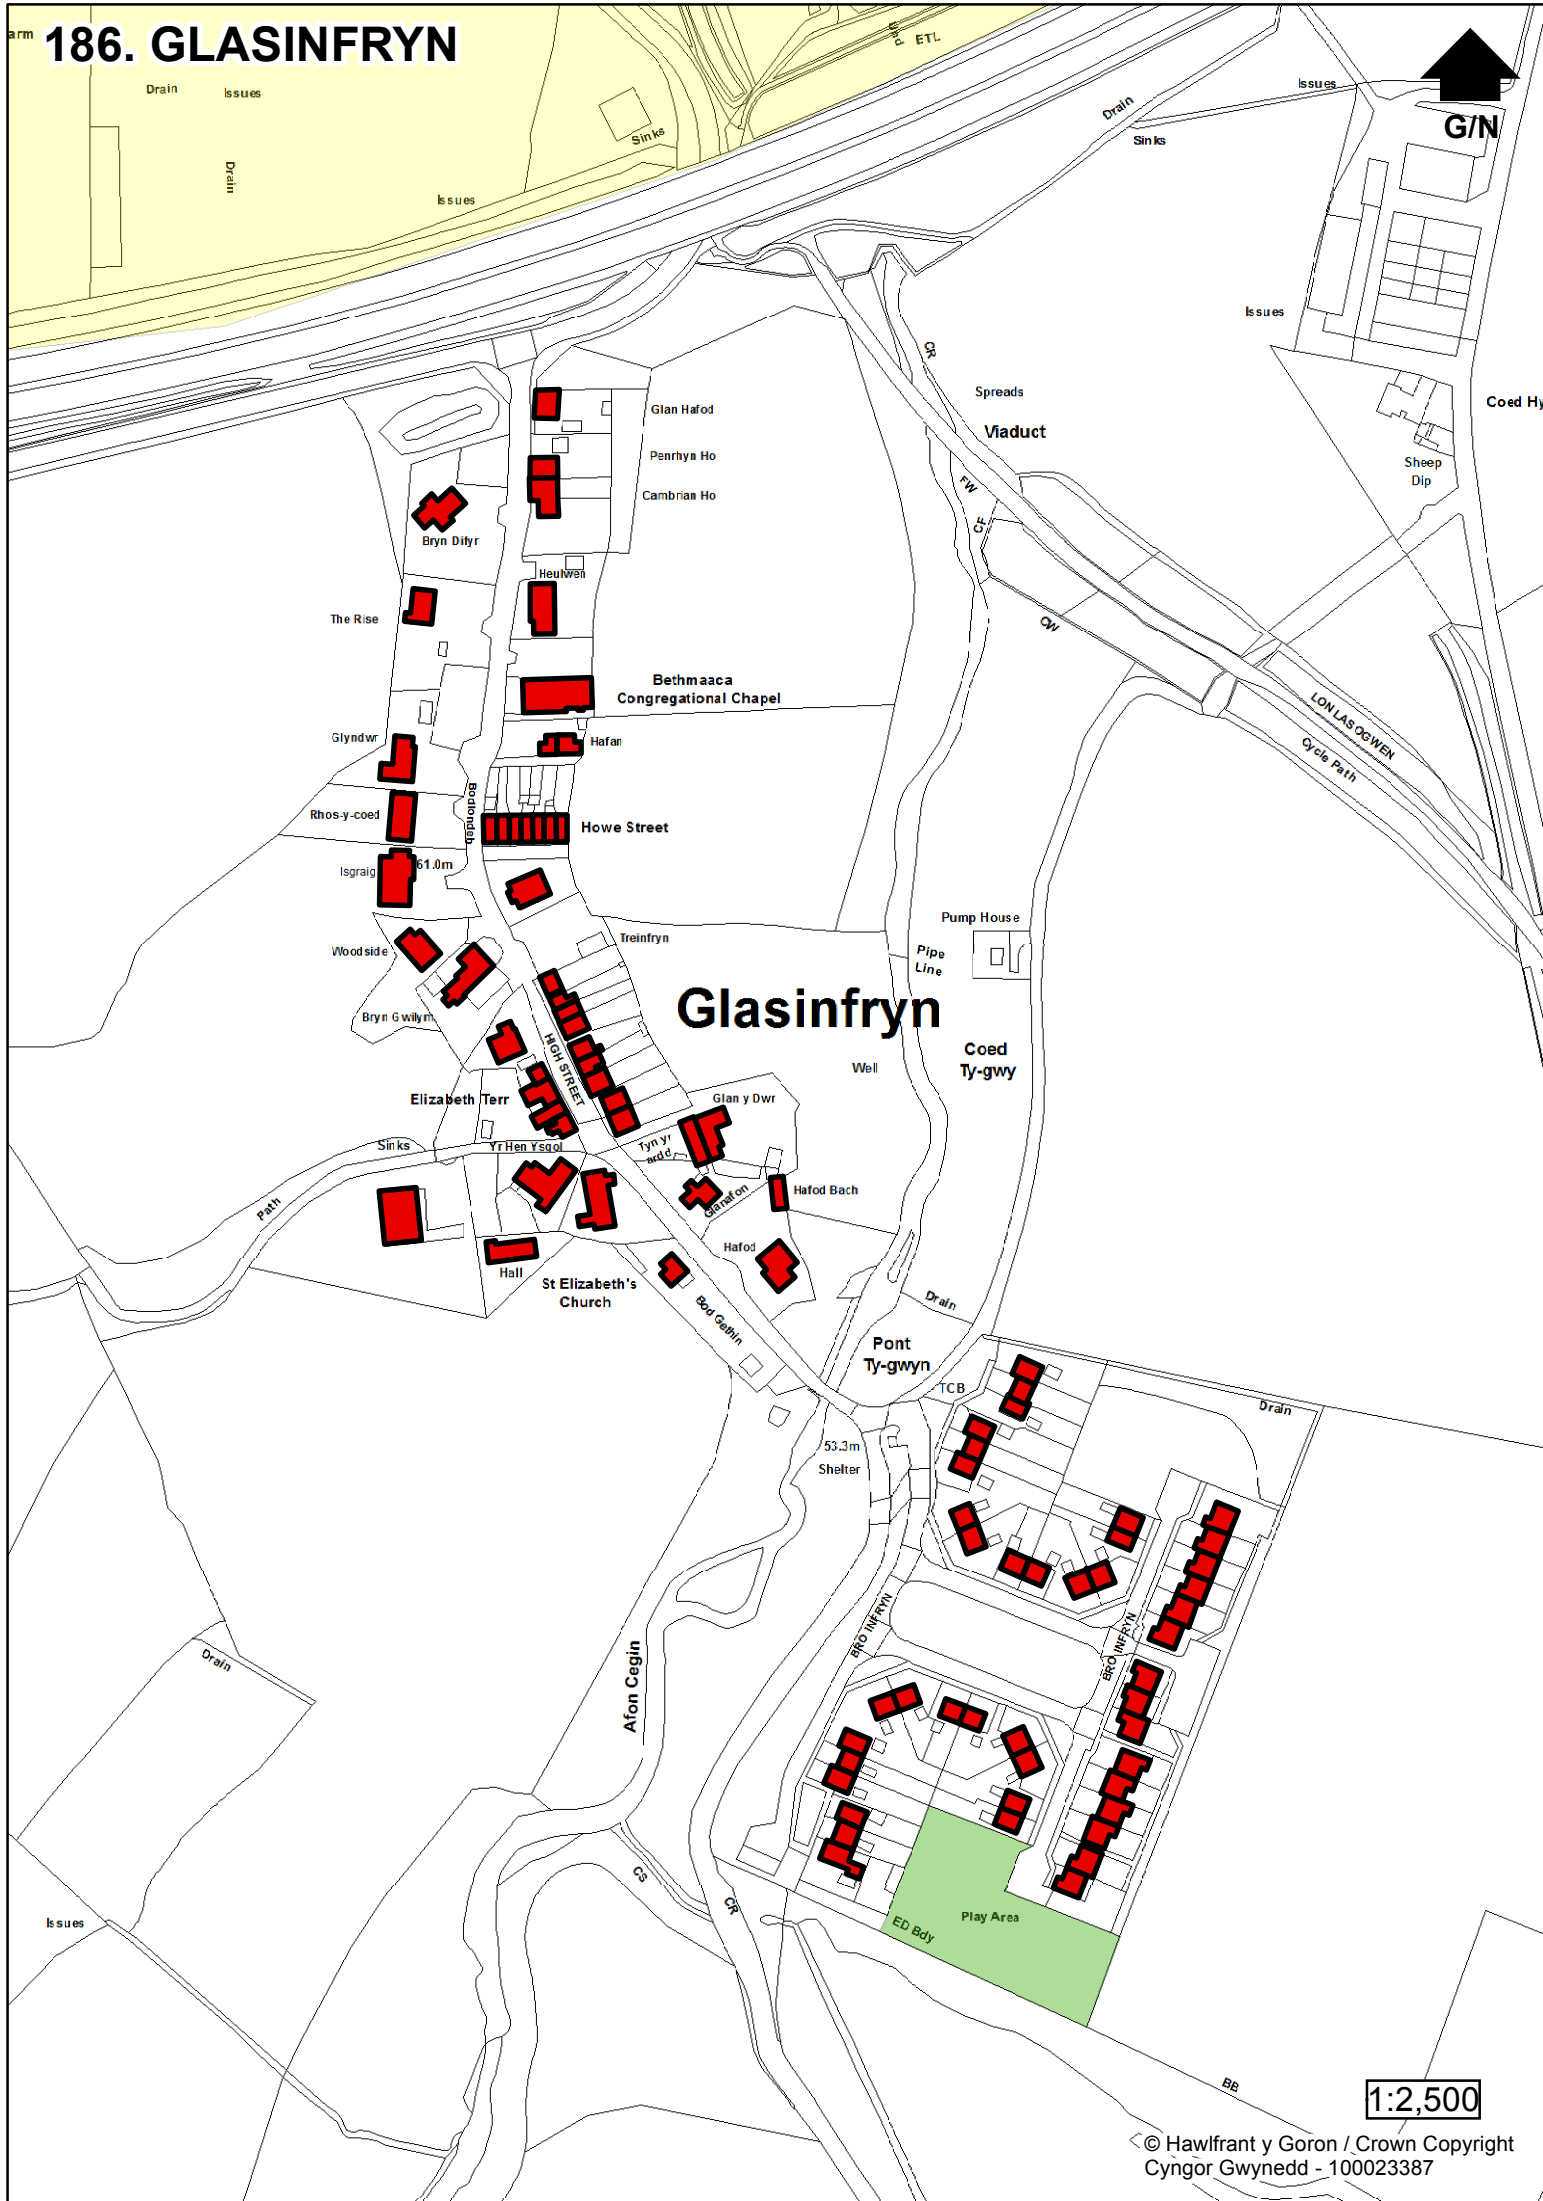 186. GLASINFRYN
arm
Drain
Issues
Drain
Issues
Sinks
ETL
Drain
Sinks
Issues
G/N
Issues
Glan Hafod
Penrhyn Ho
Cambrian Ho
Bryn Difyr
Heulwen
The Rise
CR
Spreads
Viaduct
FW
CF
CW
Coed Hy
Sheep
Dip
Bethmaaca
Congregational Chapel
Glyndwr
Hafan
LON LAS OGWEN
Cycle Path
Rhos-y-coed
Bodlondeb
Howe Street
Isgraig
61.0m
Woodside
Treinfryn
Pump House
Pipe
Line
Bryn Gwilym
Glasinfryn
HIGH STREET
Coed
Ty-gwy
Well
Elizabeth Terr
Glan y Dwr
Sinks
Yr Hen Ysgol
Tyn yr
ardd
Path
Glanafon
Hafod Bach
Hafod
Hall
St Elizabeth's
Church
Bod Gethin
Drain
Pont
Ty-gwyn
TCB
Drain
53.3m
Shelter
BRO INFRYN
BRO INFRYN
Drain
Afon Cegin
CS
CR
Issues
Play Area
ED Bdy
BB
1:2,500
© Hawlfrant y Goron / Crown Copyright
Cyngor Gwynedd - 100023387